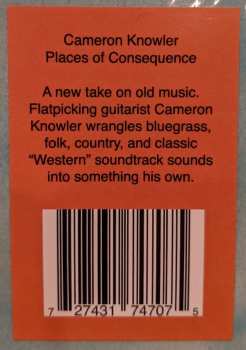 Cameron Knowler
Places of Consequence
A new take on old music.
Flatpicking guitarist Cameron
Knowler wrangles bluegrass,
folk, country, and classic
“Western” soundtrack sounds
into something his own.
7 27431 74707 5